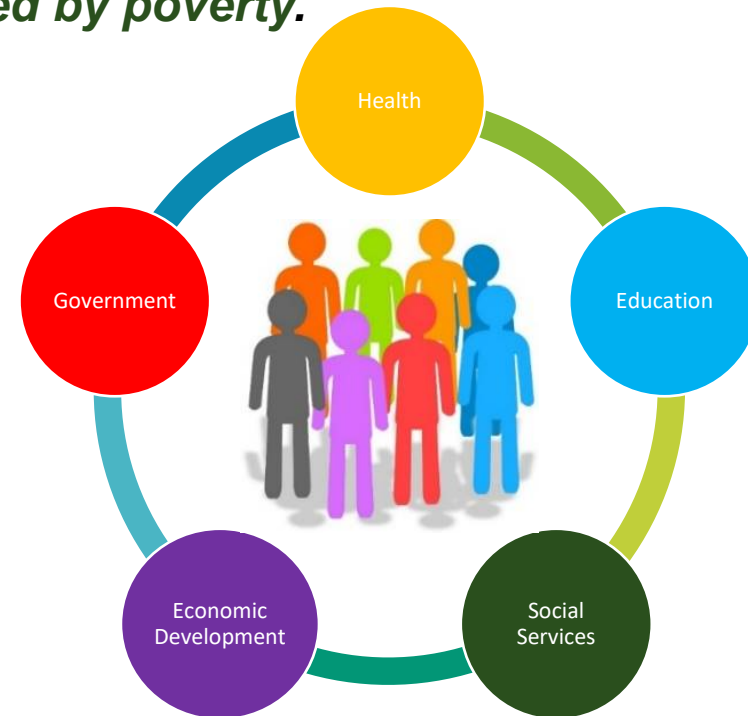 ed by poverty.
Health
Government
Education
Economic
Development
Social
Services